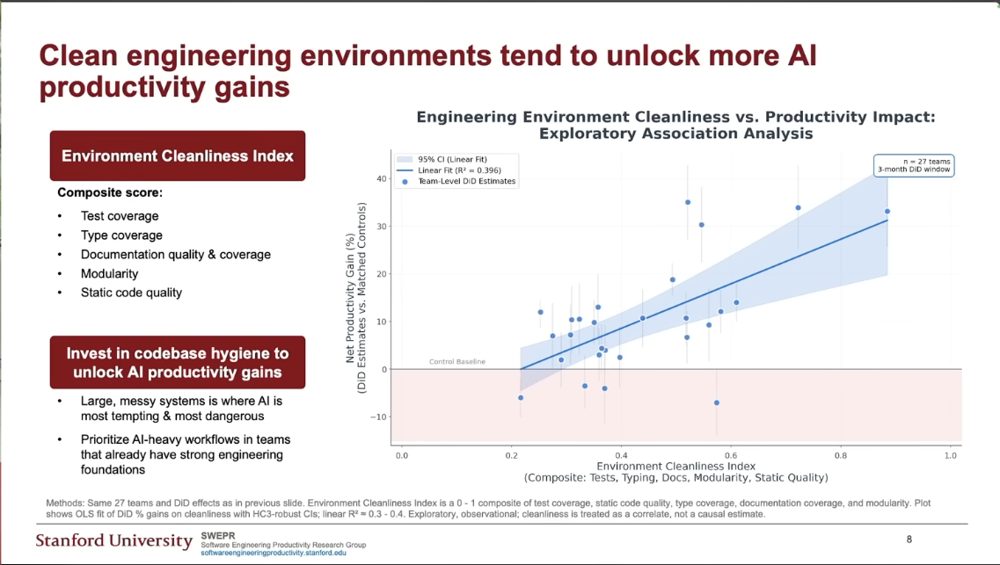 Clean engineering environments tend to unlock more AI
productivity gains
Environment Cleanliness Index
Composite score:
• Test coverage
• Type coverage
• Documentation quality & coverage
• Modularity
• Static code quality
Invest in codebase hygiene to
unlock AI productivity gains
• Large, messy systems is where AI is
most tempting & most dangerous
• Prioritize AI-heavy workflows in teams
that already have strong engineering
foundations
Engineering Environment Cleanliness vs. Productivity Impact:
Exploratory Association Analysis
95% CI (Linear Fit)
Linear Fit (R² = 0.396)
Team-Level DiD Estimates
n = 27 teams
3-month DiD window
Net Productivity Gain (%)
(DiD Estimates vs. Matched Controls)
40
30
20
10
0
−10
Control Baseline
0.0 0.2 0.4 0.6 0.8 1.0
Environment Cleanliness Index
(Composite: Tests, Typing, Docs, Modularity, Static Quality)
Methods: Same 27 teams and DiD effects as in previous slide. Environment Cleanliness Index is a 0 - 1 composite of test coverage, static code quality, type coverage, documentation coverage, and modularity. Plot
shows OLS fit of DiD % gains on cleanliness with HC3-robust CIs; linear R² ≈ 0.3 - 0.4. Exploratory, observational; cleanliness is treated as a correlate, not a causal estimate.
Stanford University
SWEPR
Software Engineering Productivity Research Group
softwareengineeringproductivity.stanford.edu
8